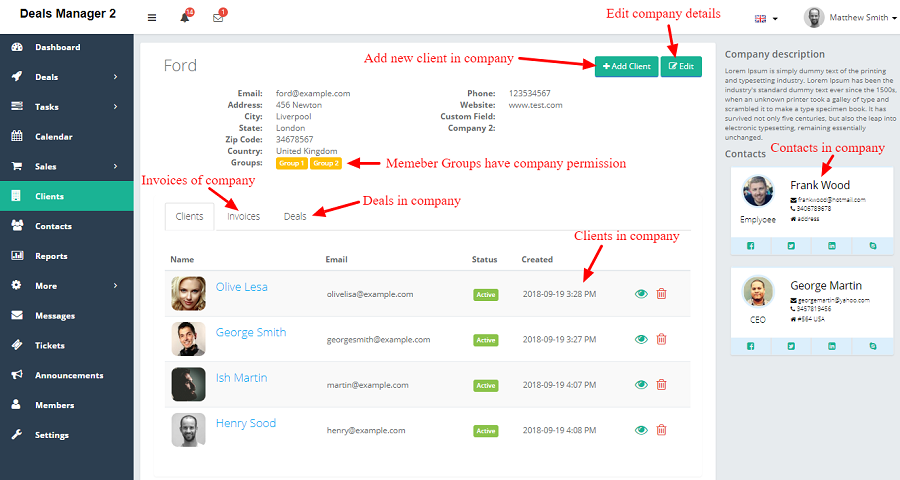 Deals Manager 2
14
1
Matthew Smith
Edit company details
Add new client in company
Dashboard
Deals
Tasks
Calendar
Sales
Clients
Contacts
Reports
More
Messages
Tickets
Announcements
Members
Settings
Ford
+ Add Client
Edit
Email: ford@example.com
Address: 456 Newton
City: Liverpool
State: London
Zip Code: 34678567
Country: United Kingdom
Groups: Group 1 Group 2
Phone: 123534567
Website: www.test.com
Custom Field:
Company 2:
Memeber Groups have company permission
Invoices of company
Deals in company
Clients Invoices Deals
Clients in company
Name Email Status Created
Olive Lesa olivelisa@example.com Active 2018-09-19 3:28 PM
George Smith georgesmith@example.com Active 2018-09-19 3:27 PM
Ish Martin martin@example.com Active 2018-09-19 4:07 PM
Henry Sood henry@example.com Active 2018-09-19 4:08 PM
Company description
Lorem Ipsum is simply dummy text of the printing
and typesetting industry. Lorem Ipsum has been the
industry's standard dummy text ever since the 1500s,
when an unknown printer took a galley of type and
scrambled it to make a type specimen book. It has
survived not only five centuries, but also the leap into
electronic typesetting, remaining essentially
unchanged.
Contacts
Contacts in company
Frank Wood
frankwood@hotmail.com
3406789678
address
Emplyoee
George Martin
georgemartin@yahoo.com
3457819456
#564 USA
CEO